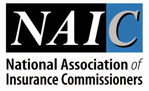 NAIC
National Association of
Insurance Commissioners